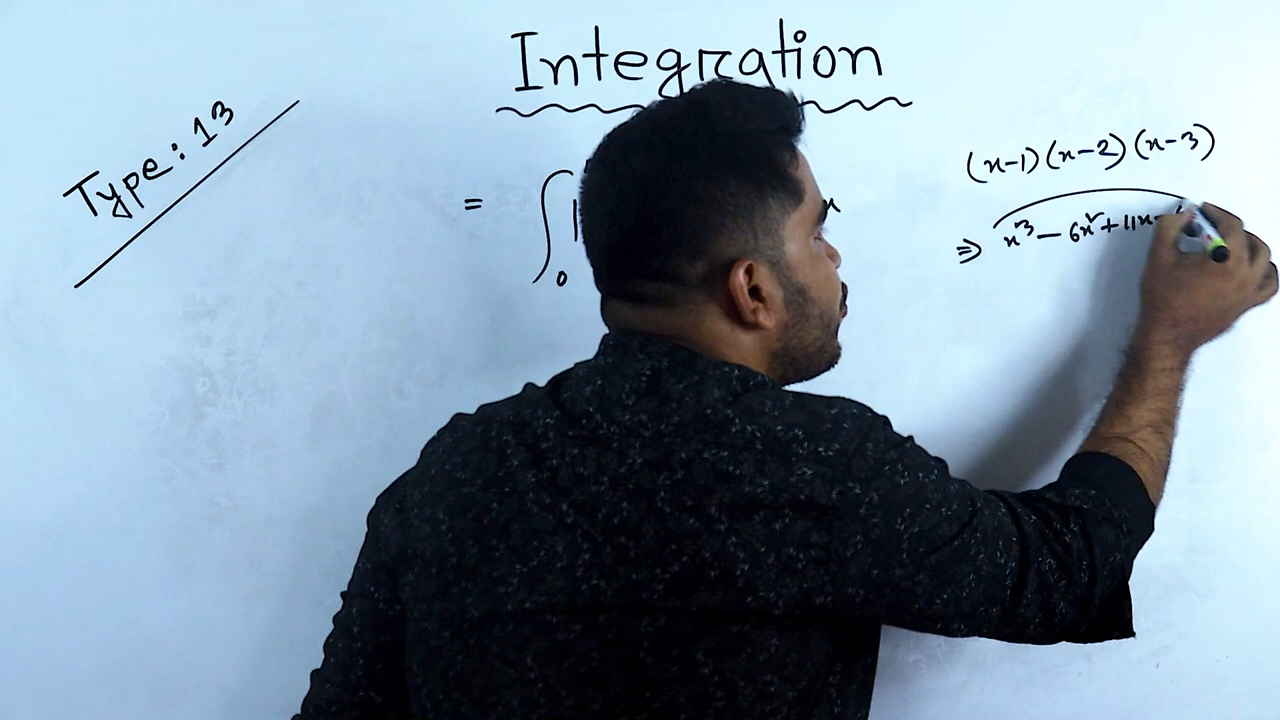 Integration
Type: 13
(x-1)(x-2)(x-3)
= ∫₀ |
x
⇒ x³ - 6x² + 11x -